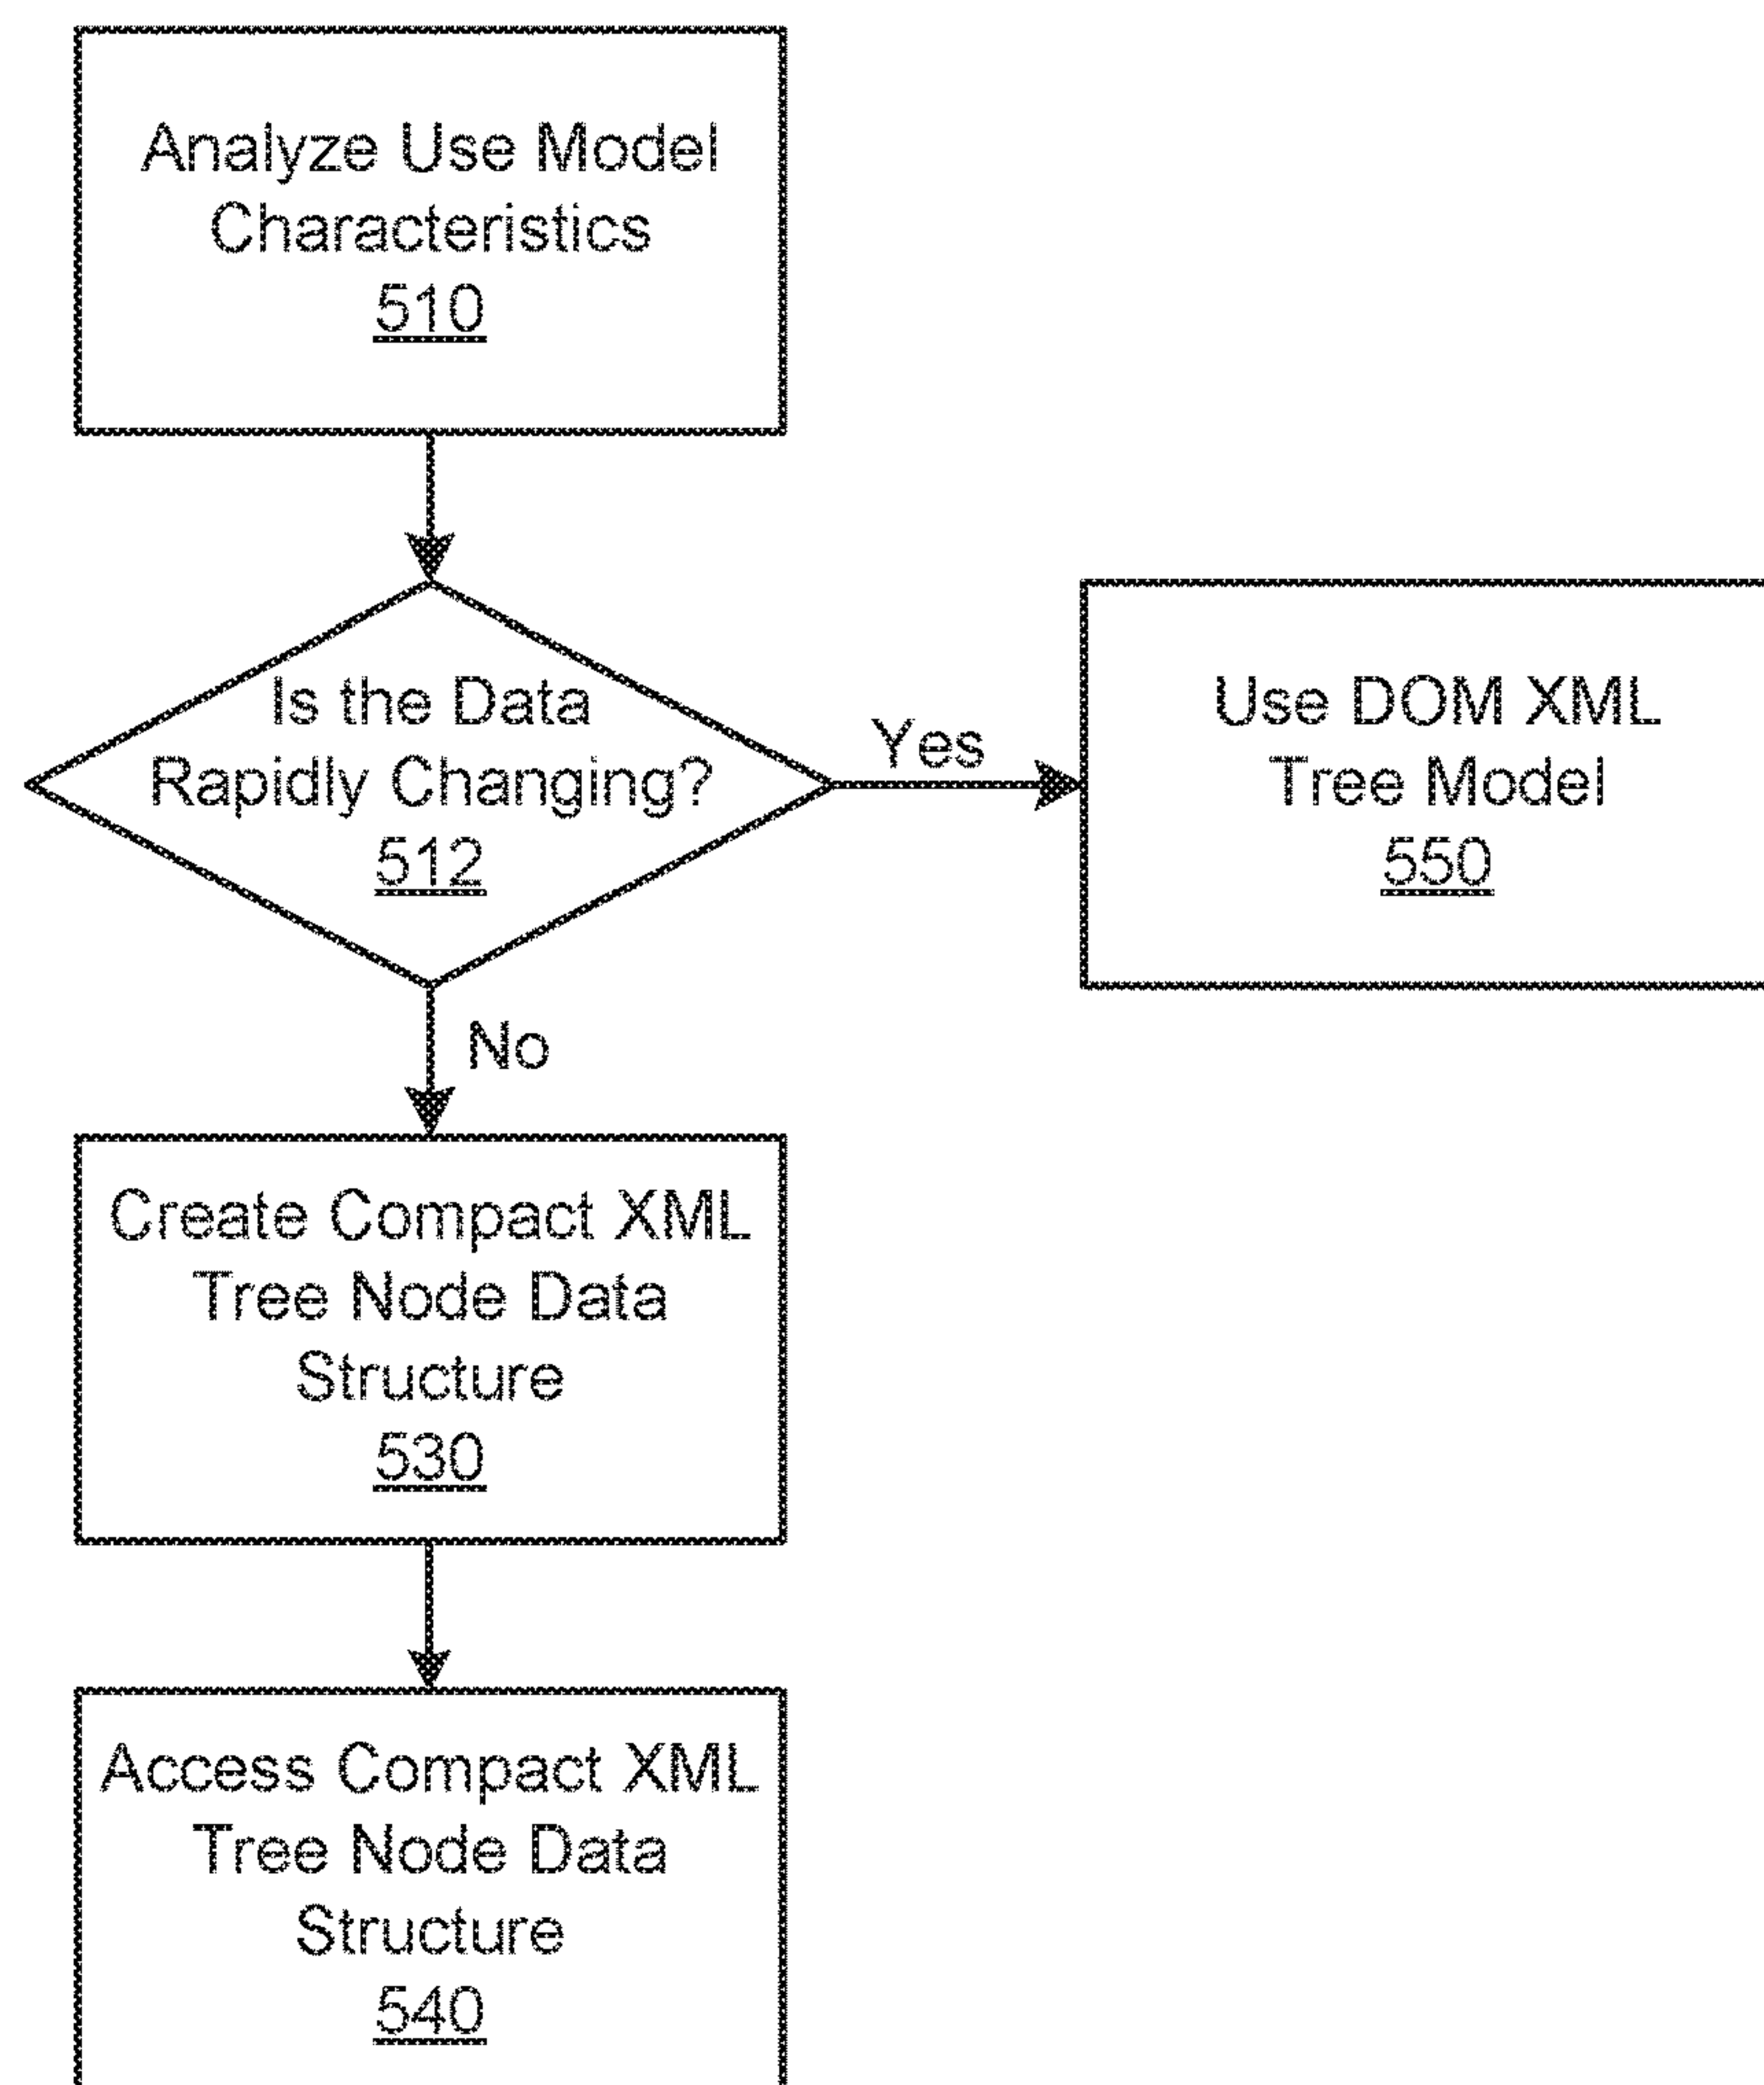 Analyze Use Model
Characteristics
510
Is the Data
Rapidly Changing?
512
Yes
Use DOM XML
Tree Model
550
No
Create Compact XML
Tree Node Data
Structure
530
Access Compact XML
Tree Node Data
Structure
540